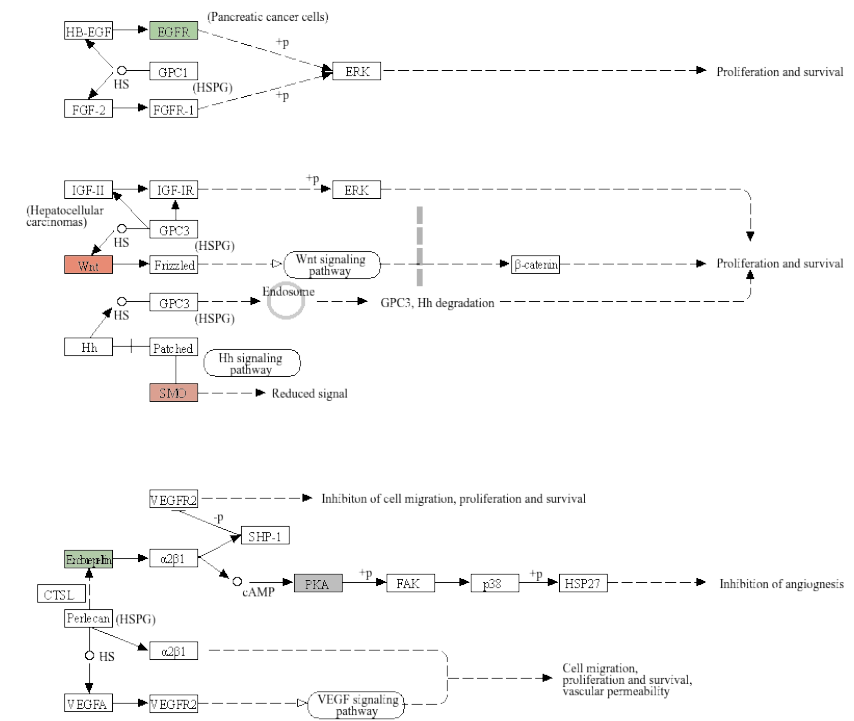 (Pancreatic cancer cells)
HB-EGF
EGFR
+p
GPC1
ERK
Proliferation and survival
HS
(HSPG)
+p
FGF-2
FGFR-1
IGF-II
IGF-IR
+p
ERK
(Hepatocellular
carcinomas)
GPC3
HS
(HSPG)
Wnt
Frizzled
Wnt signaling
pathway
β-catenin
Proliferation and survival
Endosome
GPC3
GPC3, Hh degradation
HS
(HSPG)
Hh
Patched
Hh signaling
pathway
SMO
Reduced signal
VEGFR2
Inhibiton of cell migration, proliferation and survival
-p
SHP-1
Endorepellin
α2β1
+p
+p
PKA
FAK
p38
HSP27
Inhibition of angiognesis
cAMP
CTSL
Perlecan
(HSPG)
α2β1
HS
Cell migration,
proliferation and survival,
vascular permeability
VEGFA
VEGFR2
VEGF signaling
pathway